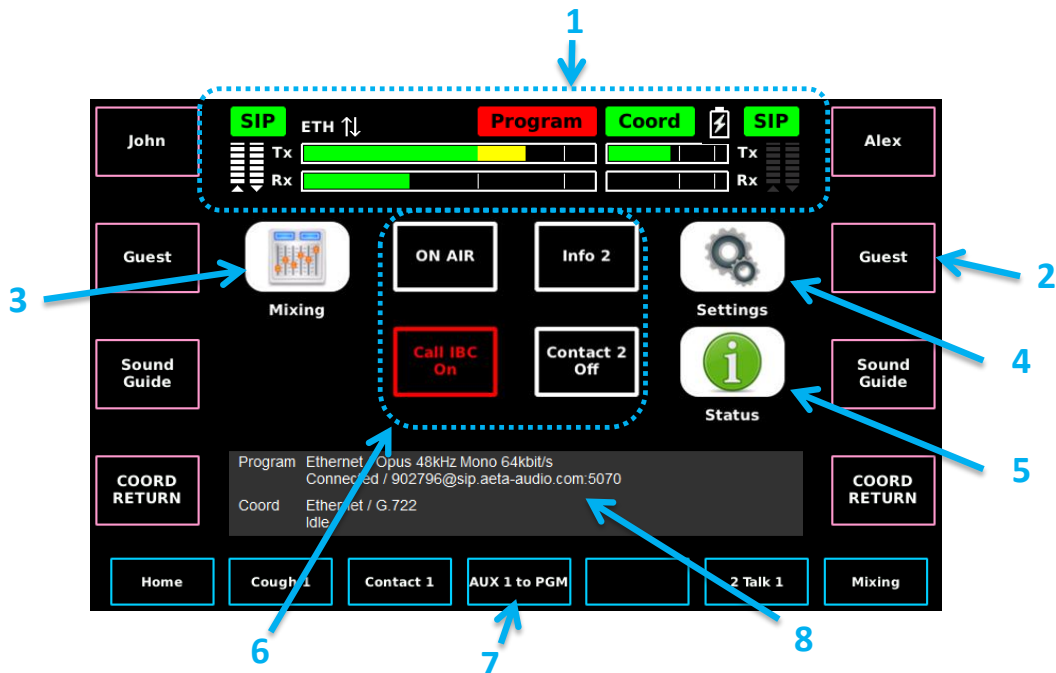 1
SIP
ETH
Program
Coord
SIP
Tx
Tx
Rx
Rx
John
Alex
Guest
ON AIR
Info 2
Guest
2
3
Mixing
Settings
Sound
Guide
Call IBC
On
Contact 2
Off
Sound
Guide
4
Status
COORD
RETURN
Program Ethernet / Opus 48kHz Mono 64kbit/s
Connected / 902796@sip.aeta-audio.com:5070
Coord Ethernet / G.722
Idle
COORD
RETURN
5
Home
Cough 1
Contact 1
AUX 1 to PGM
2 Talk 1
Mixing
6
7
8